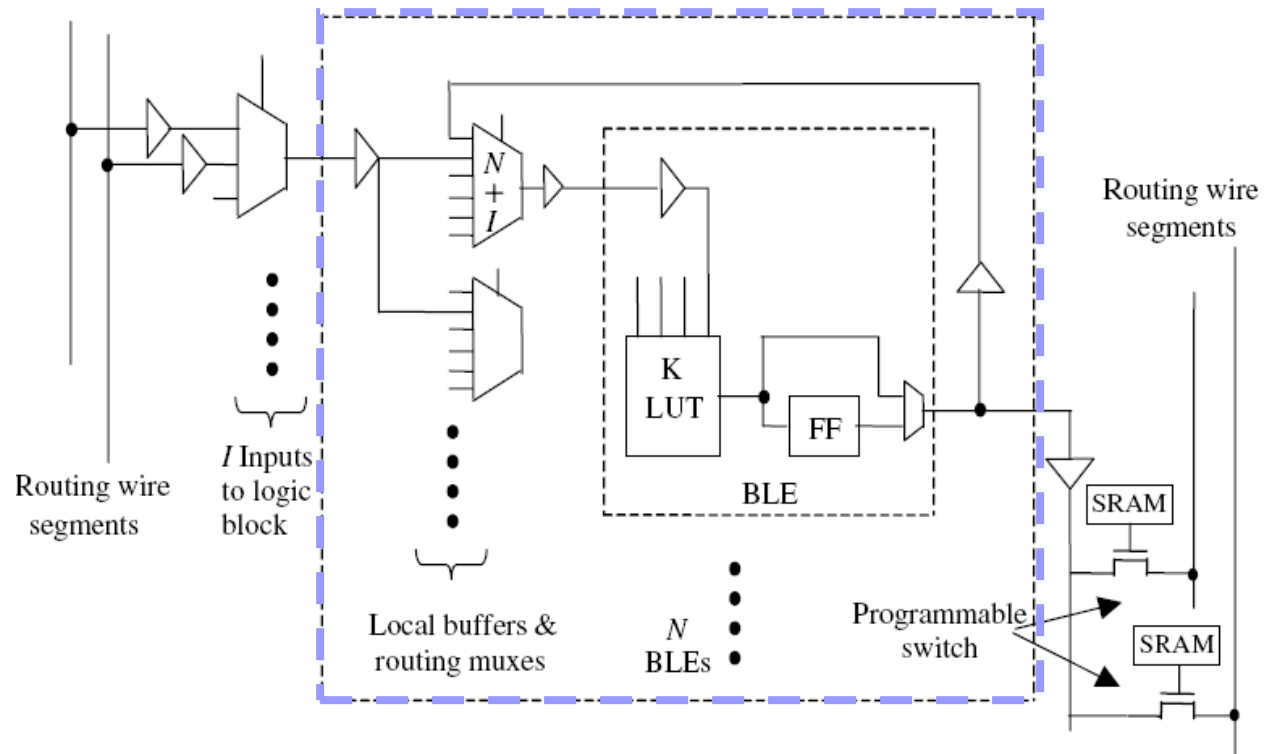 Routing wire
segments
I Inputs
to logic
block
N
+
I
Local buffers &
routing muxes
K
LUT
FF
BLE
N
BLEs
Routing wire
segments
SRAM
Programmable
switch
SRAM